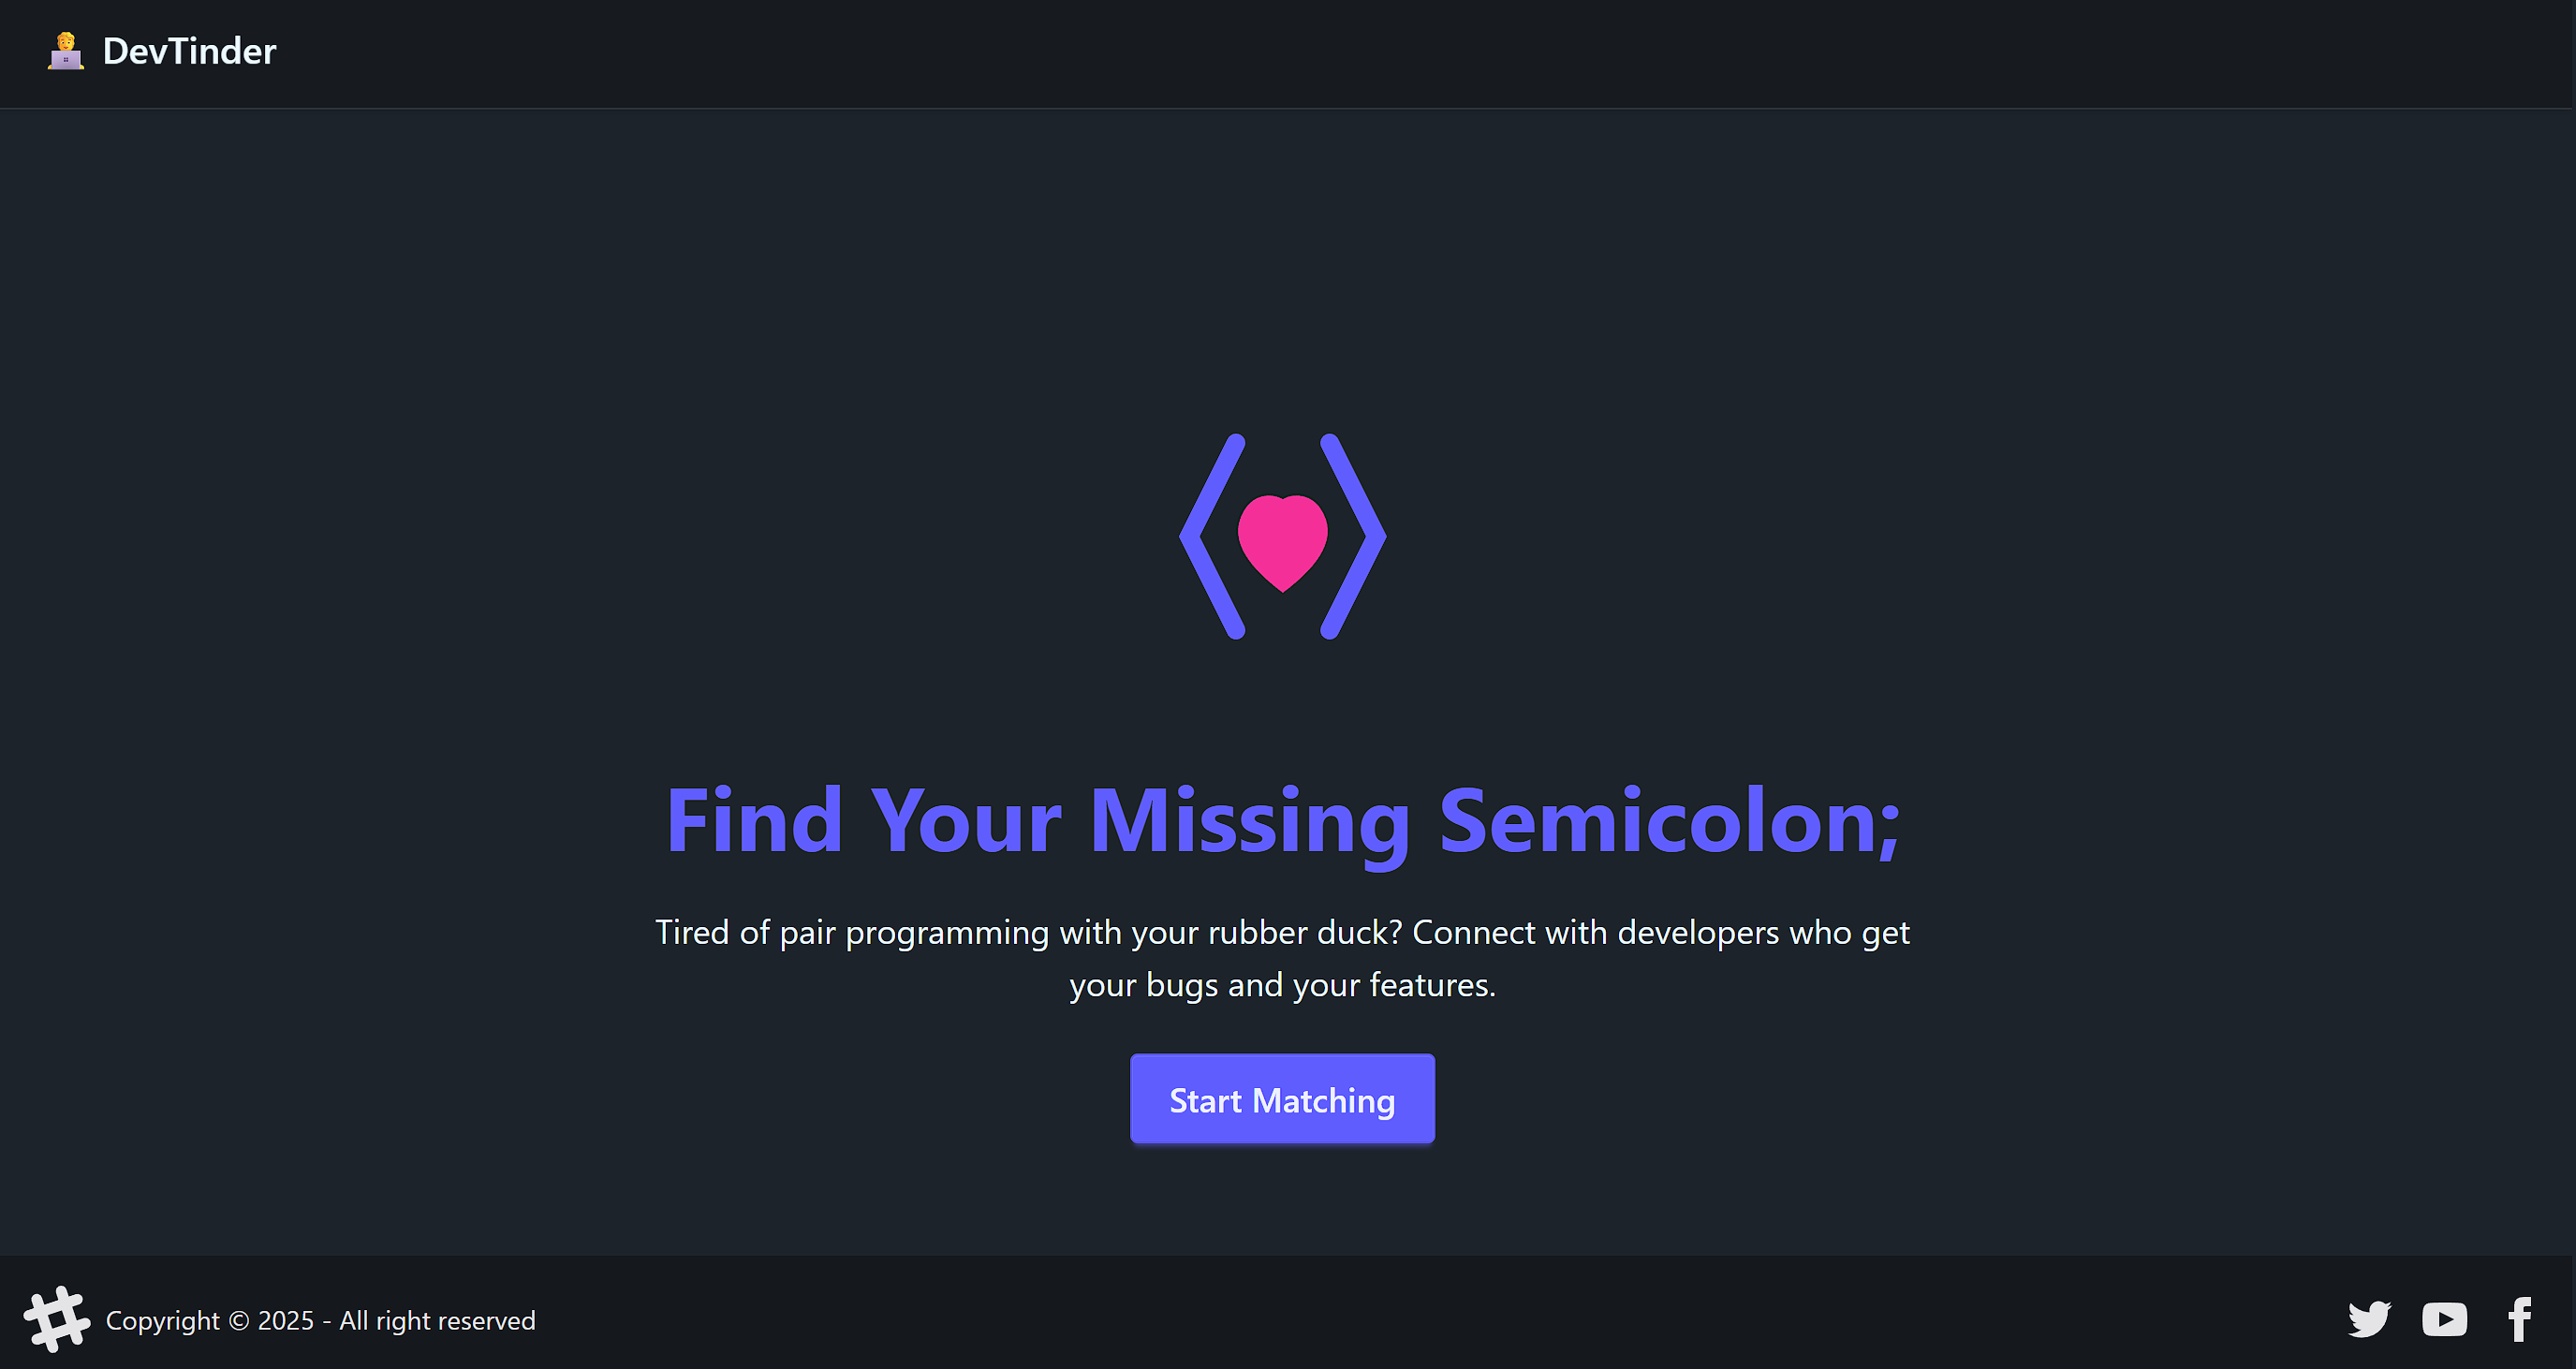 DevTinder
Find Your Missing Semicolon;
Tired of pair programming with your rubber duck? Connect with developers who get
your bugs and your features.
Start Matching
Copyright © 2025 - All right reserved